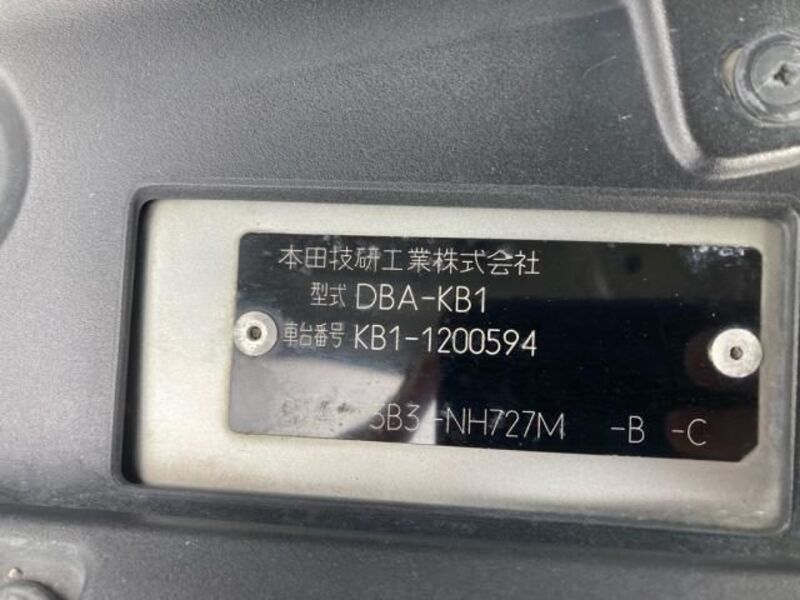 本田技研工業株式会社
型式 DBA-KB1
車台番号 KB1-1200594
5B3-NH727M -B -C